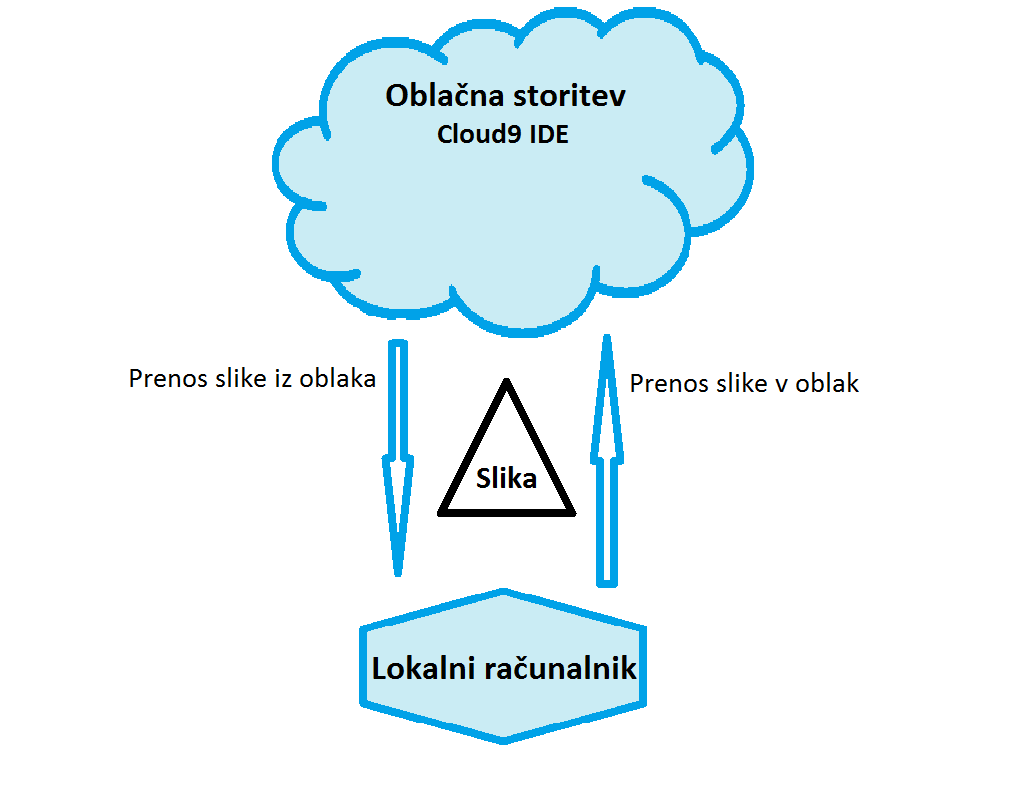 Oblačna storitev
Cloud9 IDE
Prenos slike iz oblaka
Prenos slike v oblak
Slika
Lokalni računalnik